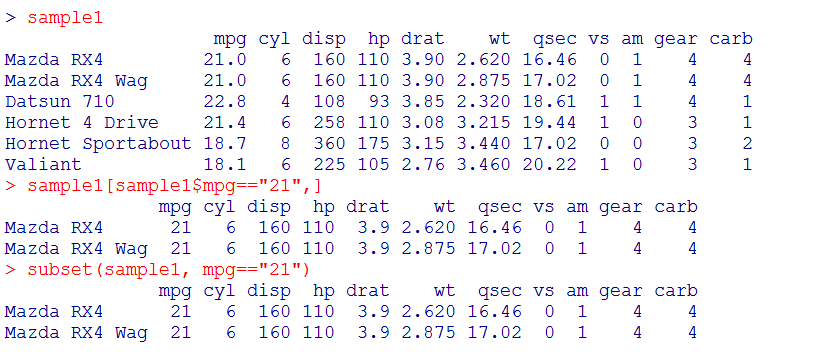 > sample1
                   mpg cyl disp  hp drat    wt  qsec vs am gear carb
Mazda RX4         21.0   6  160 110 3.90 2.620 16.46  0  1    4    4
Mazda RX4 Wag     21.0   6  160 110 3.90 2.875 17.02  0  1    4    4
Datsun 710        22.8   4  108  93 3.85 2.320 18.61  1  1    4    1
Hornet 4 Drive    21.4   6  258 110 3.08 3.215 19.44  1  0    3    1
Hornet Sportabout 18.7   8  360 175 3.15 3.440 17.02  0  0    3    2
Valiant           18.1   6  225 105 2.76 3.460 20.22  1  0    3    1
> sample1[sample1$mpg=="21",]
              mpg cyl disp  hp drat    wt  qsec vs am gear carb
Mazda RX4      21   6  160 110  3.9 2.620 16.46  0  1    4    4
Mazda RX4 Wag  21   6  160 110  3.9 2.875 17.02  0  1    4    4
> subset(sample1, mpg=="21")
              mpg cyl disp  hp drat    wt  qsec vs am gear carb
Mazda RX4      21   6  160 110  3.9 2.620 16.46  0  1    4    4
Mazda RX4 Wag  21   6  160 110  3.9 2.875 17.02  0  1    4    4